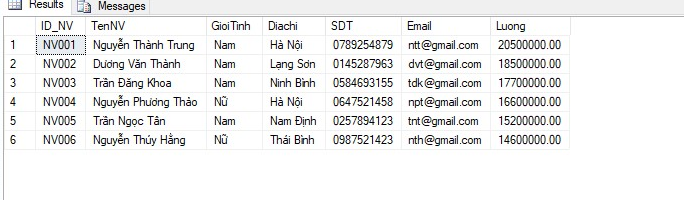 Results Messages
ID_NV TenNV GioiTinh Diachi SDT Email Luong
1 NV001 Nguyễn Thành Trung Nam Hà Nội 0789254879 ntt@gmail.com 20500000.00
2 NV002 Dương Văn Thành Nam Lạng Sơn 0145287963 dvt@gmail.com 18500000.00
3 NV003 Trần Đăng Khoa Nam Ninh Bình 0584693155 tdk@gmail.com 17700000.00
4 NV004 Nguyễn Phương Thảo Nữ Hà Nội 0647521458 npt@gmail.com 16600000.00
5 NV005 Trần Ngọc Tân Nam Nam Định 0257894123 tnt@gmail.com 15200000.00
6 NV006 Nguyễn Thúy Hằng Nữ Thái Bình 0987521423 nth@gmail.com 14600000.00